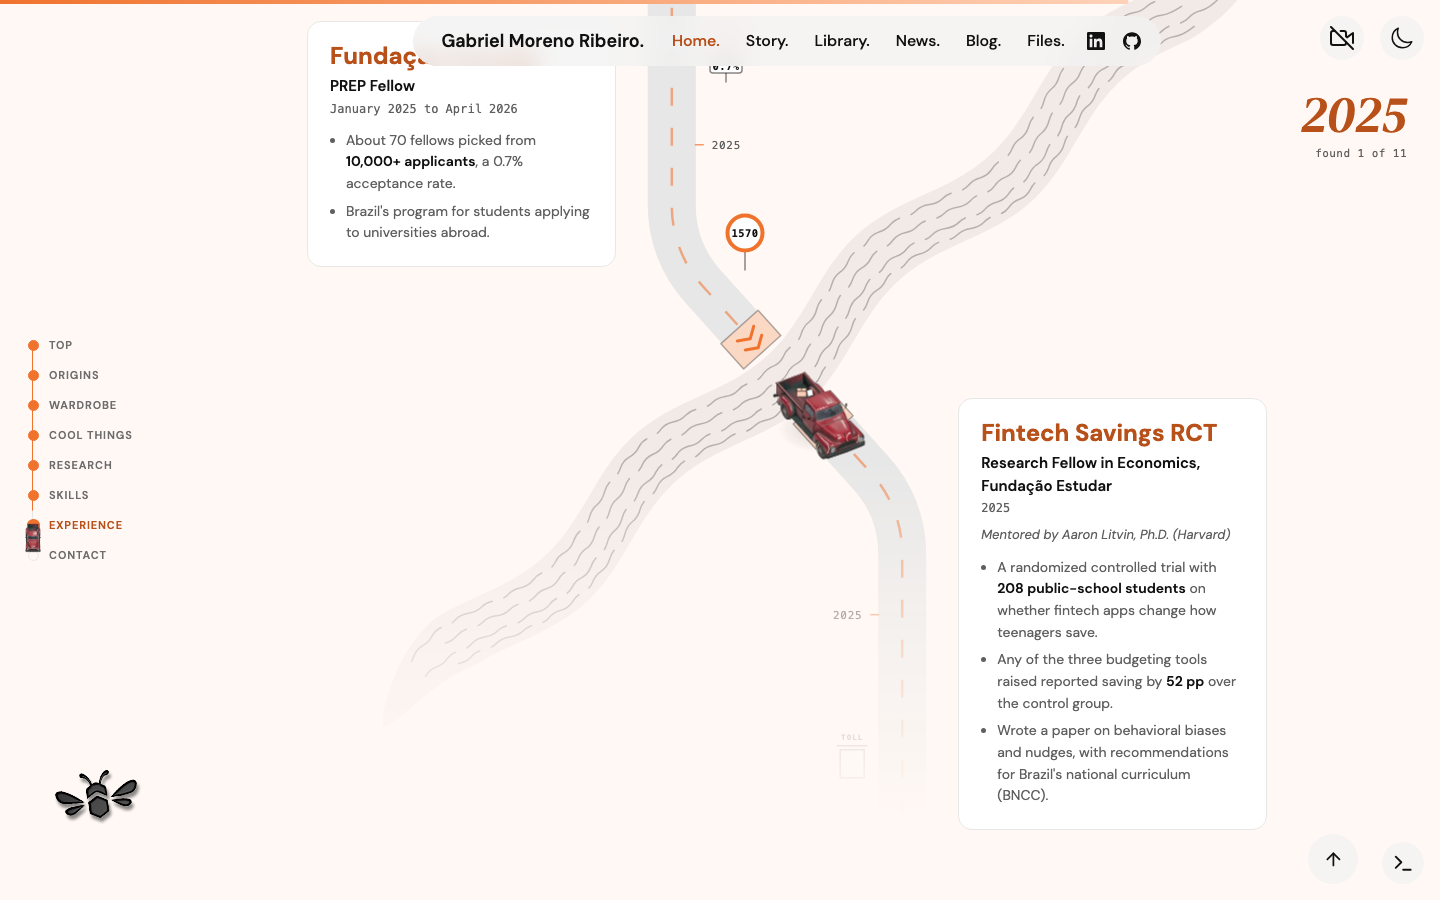 Gabriel Moreno Ribeiro.
Home.
Story.
Library.
News.
Blog.
Files.
PREP Fellow
January 2025 to April 2026
About 70 fellows picked from
10,000+ applicants, a 0.7%
acceptance rate.
Brazil's program for students applying
to universities abroad.
0.7%
2025
1570
2025
found 1 of 11
TOP
ORIGINS
WARDROBE
COOL THINGS
RESEARCH
SKILLS
EXPERIENCE
CONTACT
Fintech Savings RCT
Research Fellow in Economics,
Fundação Estudar
2025
Mentored by Aaron Litvin, Ph.D. (Harvard)
A randomized controlled trial with
208 public-school students on
whether fintech apps change how
teenagers save.
Any of the three budgeting tools
raised reported saving by 52 pp over
the control group.
Wrote a paper on behavioral biases
and nudges, with recommendations
for Brazil's national curriculum
(BNCC).
2025
TOLL